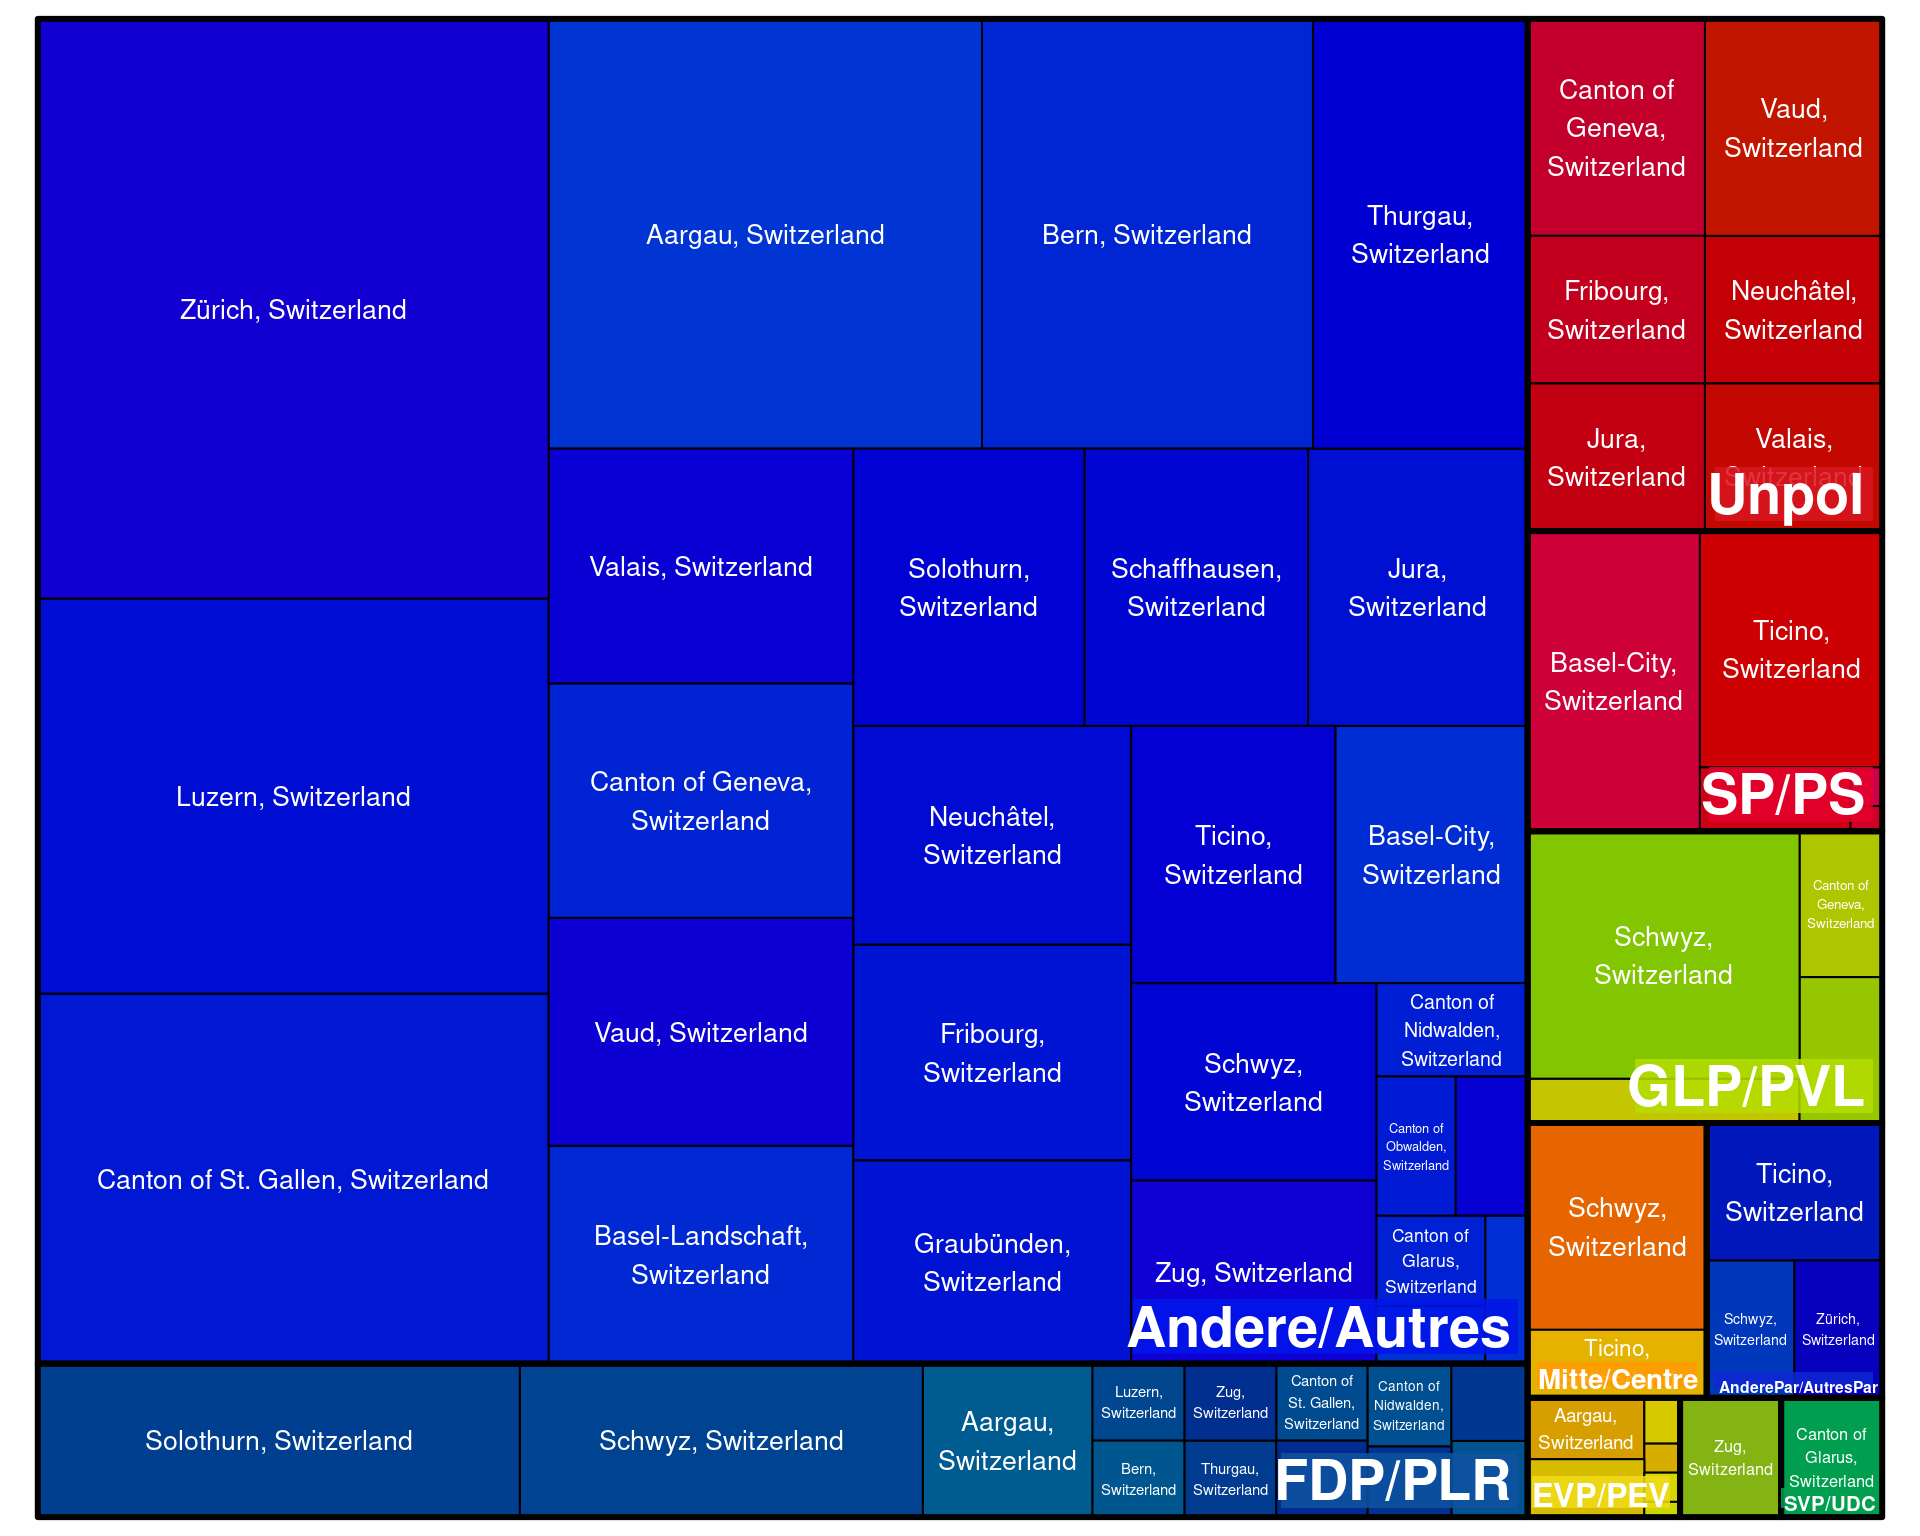 Zürich, Switzerland
Luzern, Switzerland
Canton of St. Gallen, Switzerland
Aargau, Switzerland
Bern, Switzerland
Thurgau,
Switzerland
Valais, Switzerland
Canton of Geneva,
Switzerland
Vaud, Switzerland
Basel-Landschaft,
Switzerland
Solothurn,
Switzerland
Schaffhausen,
Switzerland
Jura,
Switzerland
Neuchâtel,
Switzerland
Fribourg,
Switzerland
Graubünden,
Switzerland
Ticino,
Switzerland
Basel-City,
Switzerland
Schwyz,
Switzerland
Zug, Switzerland
Canton of
Nidwalden,
Switzerland
Canton of
Obwalden,
Switzerland
Canton of
Glarus,
Switzerland
Andere/Autres
Solothurn, Switzerland
Schwyz, Switzerland
Aargau,
Switzerland
Luzern,
Switzerland
Bern,
Switzerland
Zug,
Switzerland
Thurgau,
Switzerland
Canton of
St. Gallen,
Switzerland
Canton of
Nidwalden,
Switzerland
FDP/PLR
Canton of
Geneva,
Switzerland
Vaud,
Switzerland
Fribourg,
Switzerland
Neuchâtel,
Switzerland
Jura,
Switzerland
Valais,
Switzerland
Unpol
Basel-City,
Switzerland
Ticino,
Switzerland
SP/PS
Schwyz,
Switzerland
Canton of
Geneva,
Switzerland
GLP/PVL
Schwyz,
Switzerland
Ticino,
Mitte/Centre
Ticino,
Switzerland
Schwyz,
Switzerland
Zürich,
Switzerland
AnderePar/AutresPar
Aargau,
Switzerland
EVP/PEV
Zug,
Switzerland
Canton of
Glarus,
Switzerland
SVP/UDC